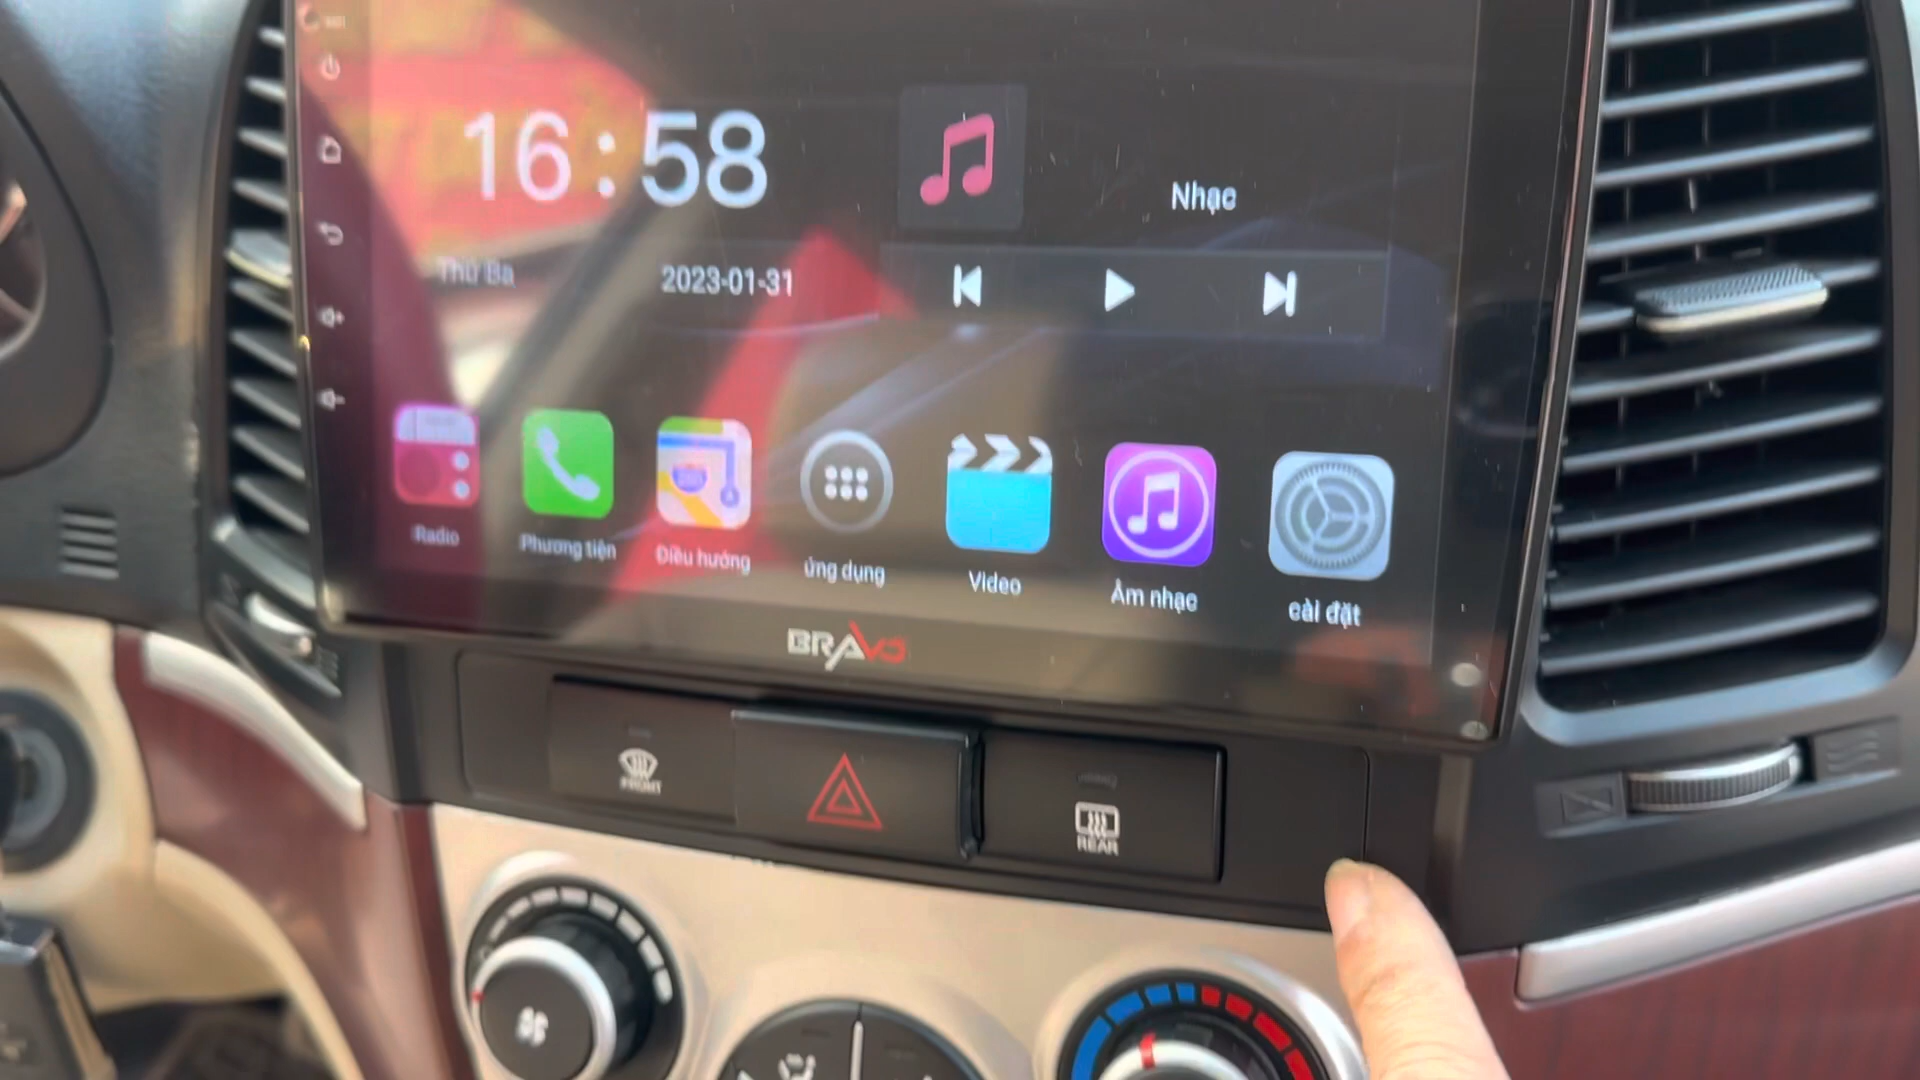 16:58
Nhạc
Thứ Ba
2023-01-31
Radio
Phương tiện
Điều hướng
ứng dụng
Video
Âm nhạc
cài đặt
BRAVO
FRONT
REAR